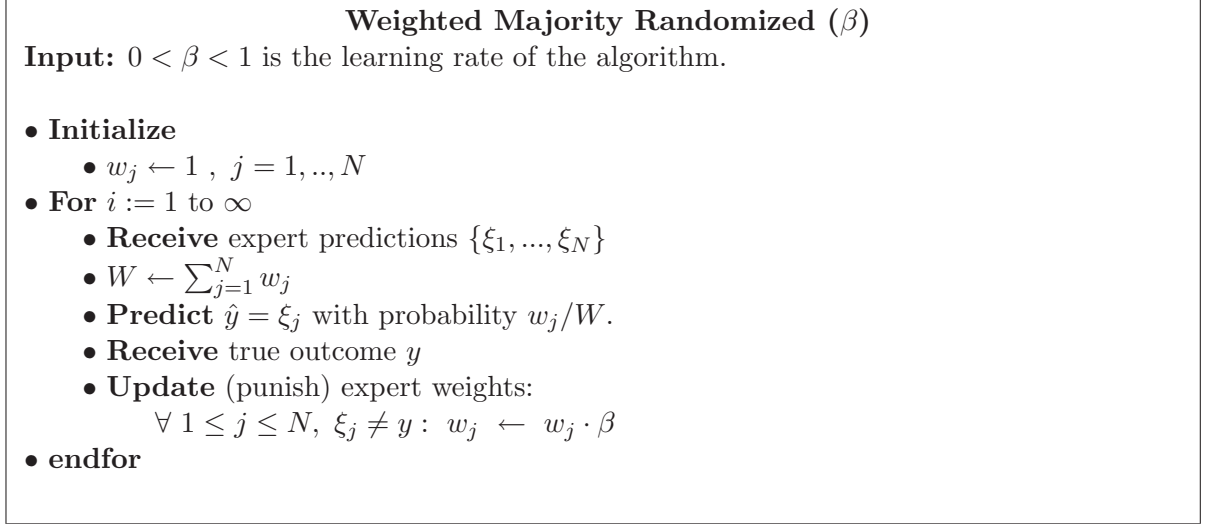 Weighted Majority Randomized (β)
Input: 0 < β < 1 is the learning rate of the algorithm.
• Initialize
• w_j ← 1 , j = 1, .., N
• For i := 1 to ∞
• Receive expert predictions {ξ_1, ..., ξ_N}
• W ← ∑_{j=1}^{N} w_j
• Predict ŷ = ξ_j with probability w_j/W.
• Receive true outcome y
• Update (punish) expert weights:
∀ 1 ≤ j ≤ N, ξ_j ≠ y : w_j ← w_j · β
• endfor